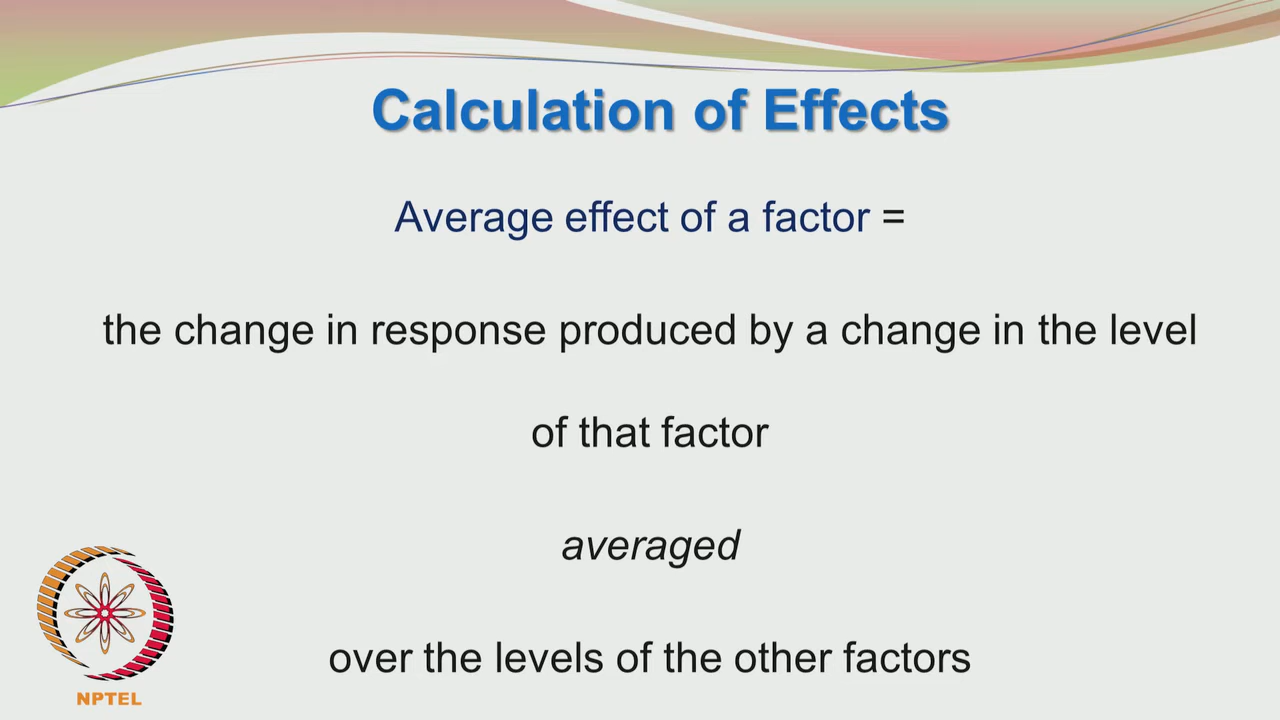 Calculation of Effects
Average effect of a factor =
the change in response produced by a change in the level
of that factor
averaged
over the levels of the other factors
NPTEL